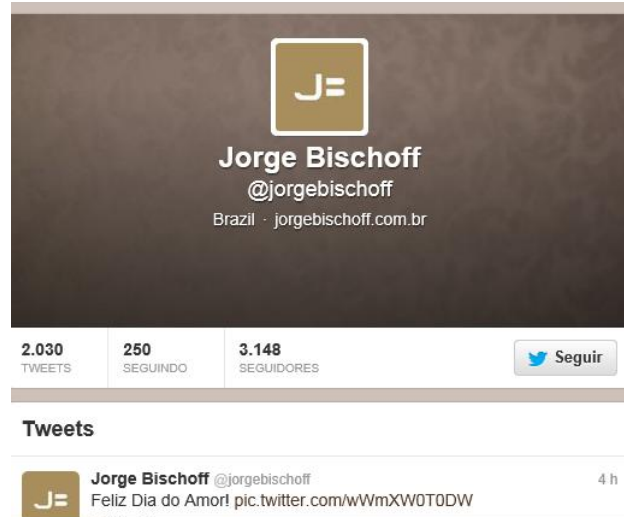 J=
Jorge Bischoff
@jorgebischoff
Brazil · jorgebischoff.com.br
2.030 250 3.148
TWEETS SEGUINDO SEGUIDORES
Seguir
Tweets
J=
Jorge Bischoff @jorgebischoff 4 h
Feliz Dia do Amor! pic.twitter.com/wWmXW0T0DW